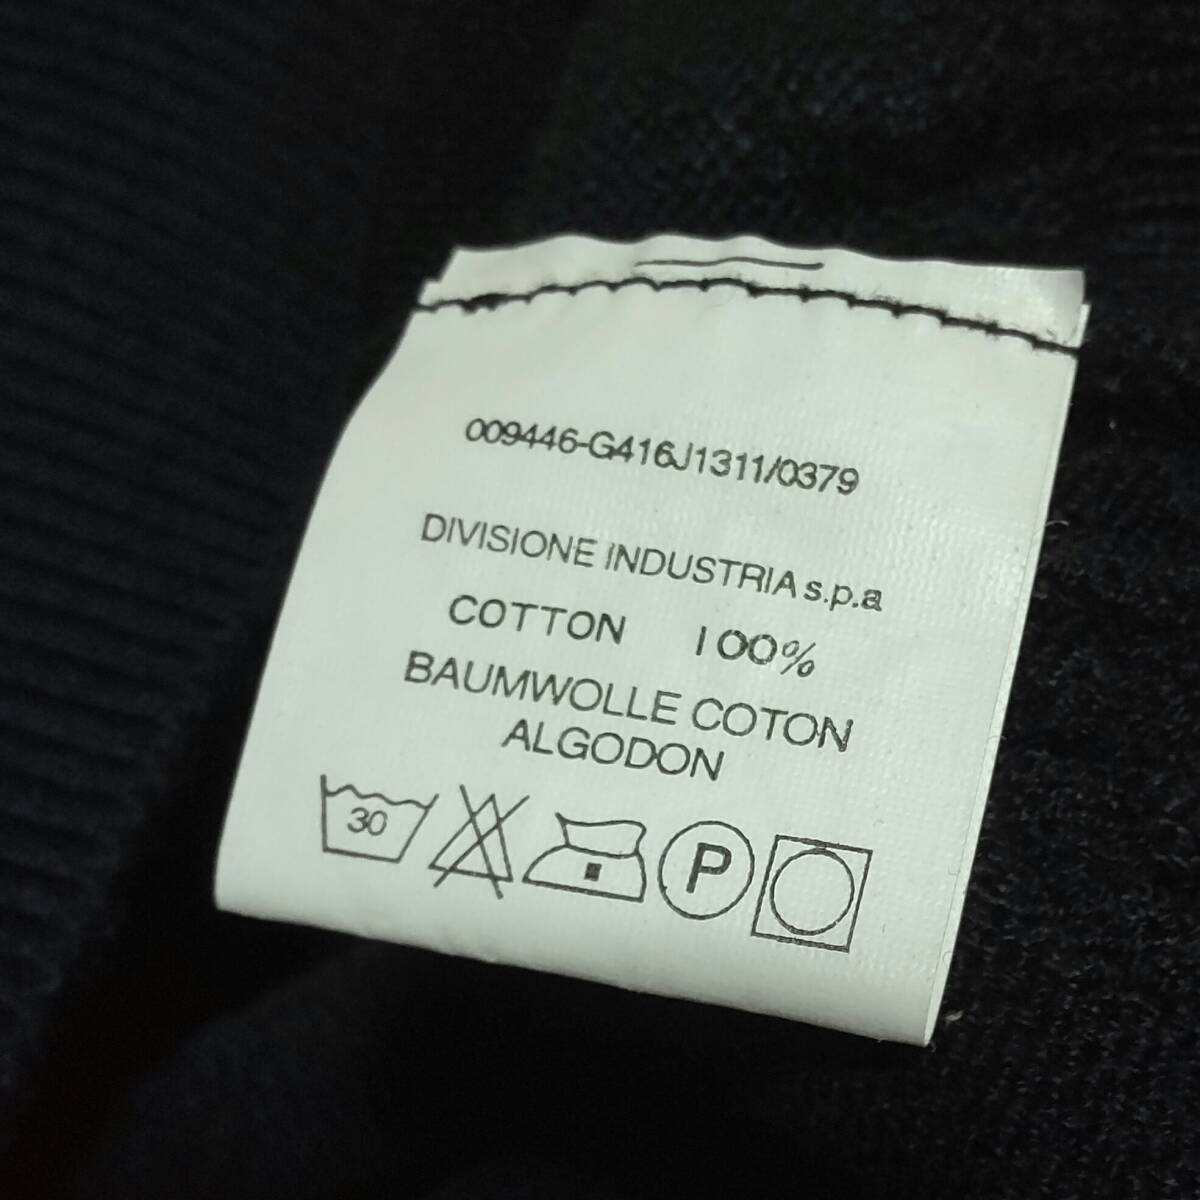 009446-G416J1311/0379
DIVISIONE INDUSTRIA s.p.a
COTTON 100%
BAUMWOLLE COTON
ALGODON
30 P